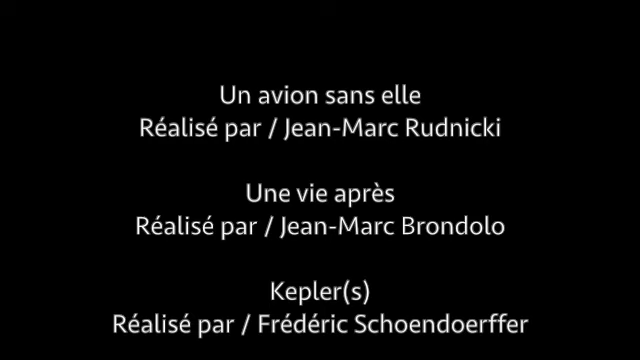 Un avion sans elle
Réalisé par / Jean-Marc Rudnicki
Une vie après
Réalisé par / Jean-Marc Brondolo
Kepler(s)
Réalisé par / Frédéric Schoendoerffer